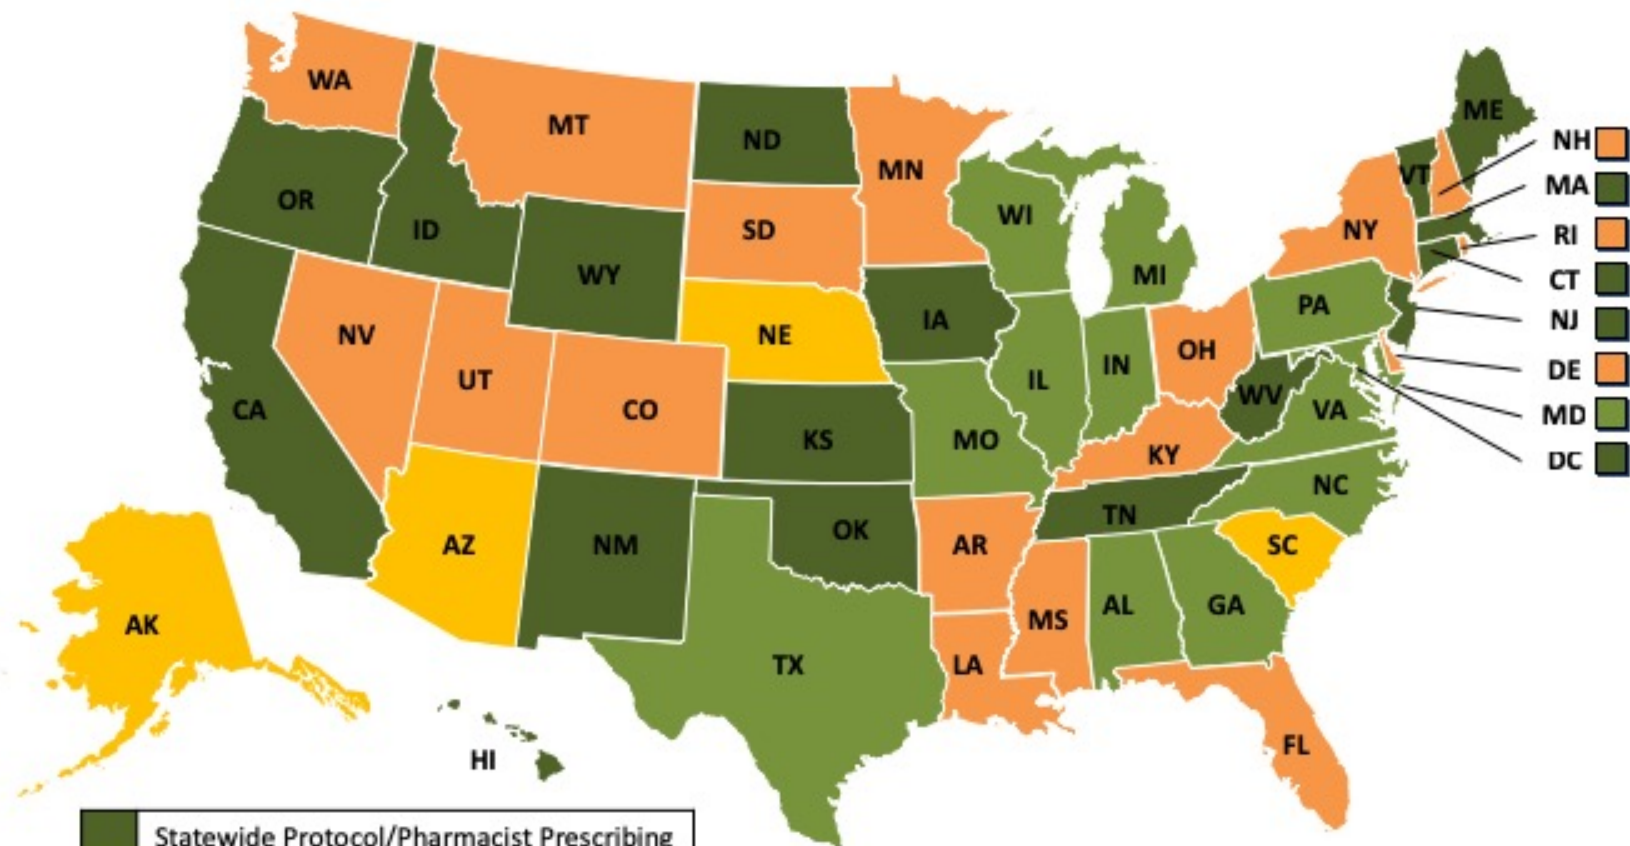 WA
MT
ND
MN
ME
NH
OR
ID
VT
MA
WI
SD
NY
RI
WY
MI
CT
PA
IA
NJ
NV
NE
IN
OH
DE
UT
IL
WV
CA
CO
VA
MD
KS
MO
KY
DC
NC
TN
OK
AZ
NM
AR
SC
AK
MS
AL
GA
TX
LA
HI
FL
Statewide Protocol/Pharmacist Prescribing